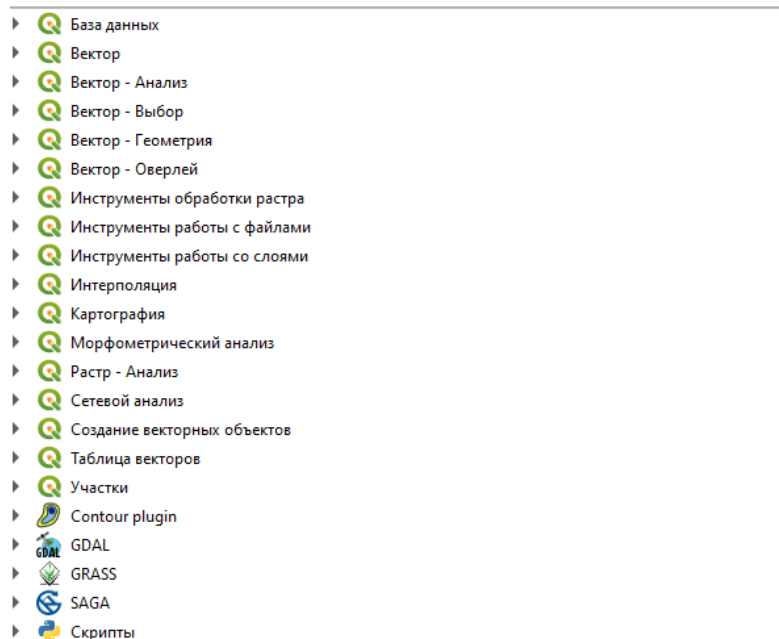 База данных
Вектор
Вектор - Анализ
Вектор - Выбор
Вектор - Геометрия
Вектор - Оверлей
Инструменты обработки растра
Инструменты работы с файлами
Инструменты работы со слоями
Интерполяция
Картография
Морфометрический анализ
Растр - Анализ
Сетевой анализ
Создание векторных объектов
Таблица векторов
Участки
Contour plugin
GDAL GDAL
GRASS
SAGA
Скрипты